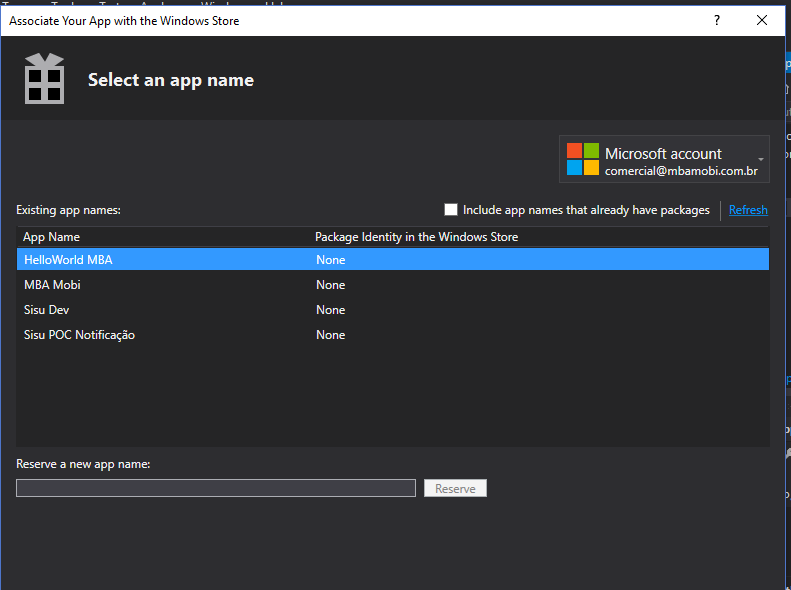 Associate Your App with the Windows Store
?
Select an app name
Microsoft account
comercial@mbamobi.com.br
Existing app names:
Include app names that already have packages
Refresh
App Name Package Identity in the Windows Store
HelloWorld MBA None
MBA Mobi None
Sisu Dev None
Sisu POC Notificação None
Reserve a new app name:
Reserve